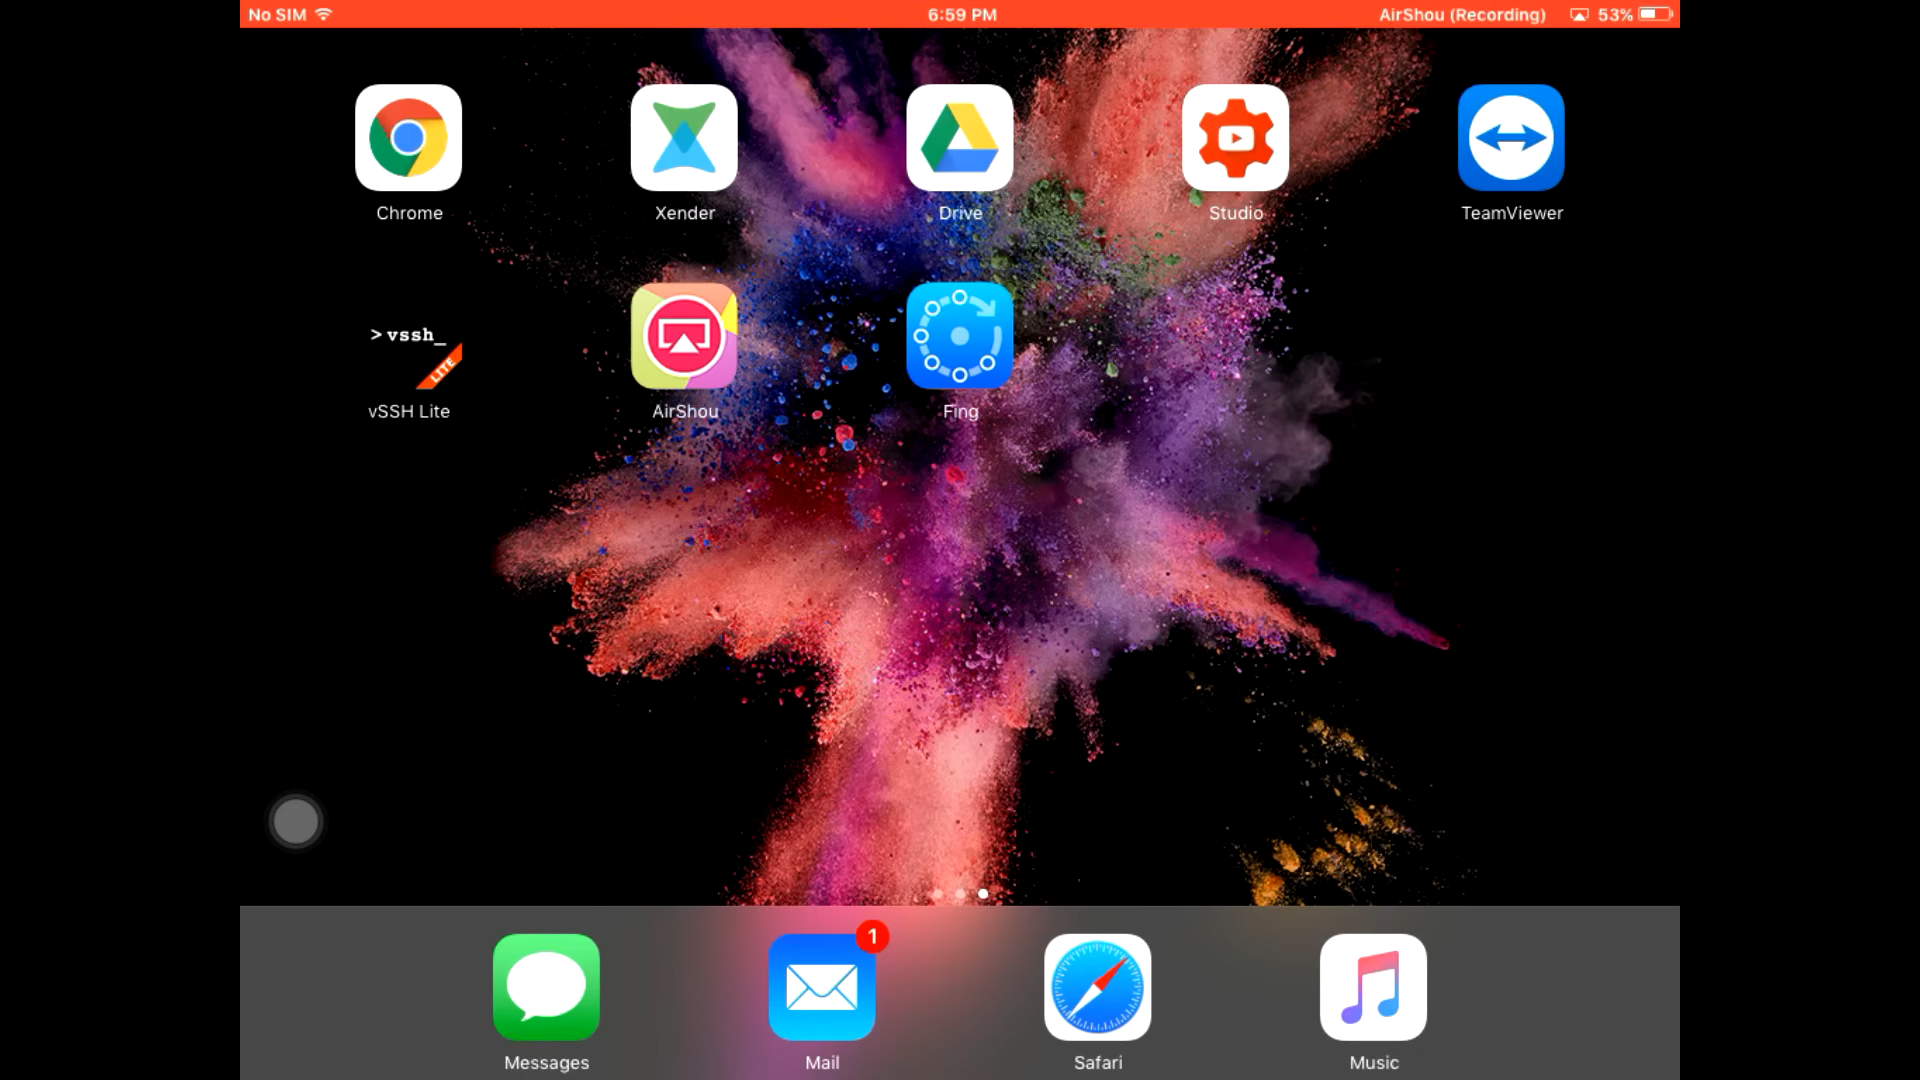 No SIM 6:59 PM AirShou (Recording) 53%
Chrome Xender Drive Studio TeamViewer
> vssh_
LITE
vSSH Lite AirShou Fing
1
Messages Mail Safari Music